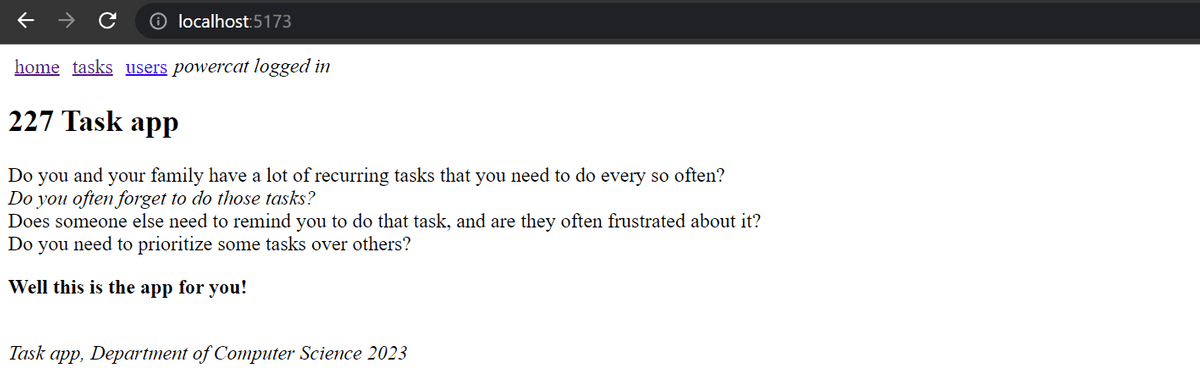 localhost:5173
home tasks users powercat logged in
227 Task app
Do you and your family have a lot of recurring tasks that you need to do every so often?
Do you often forget to do those tasks?
Does someone else need to remind you to do that task, and are they often frustrated about it?
Do you need to prioritize some tasks over others?
Well this is the app for you!
Task app, Department of Computer Science 2023